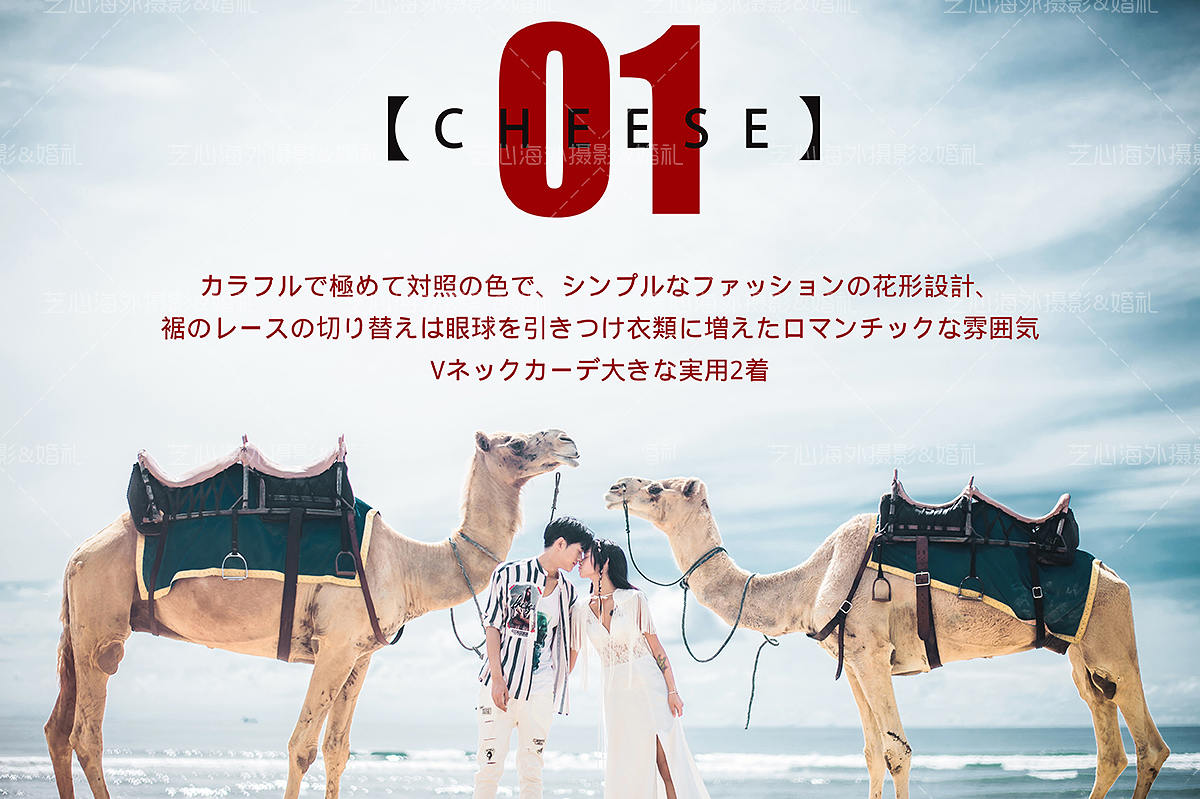 芝心海外摄影&婚礼
01
【CHEESE】
カラフルで極めて対照の色で、シンプルなファッションの花形設計、
裾のレースの切り替えは眼球を引きつけ衣類に増えたロマンチックな雰囲気
Vネックカーデ大きな実用2着